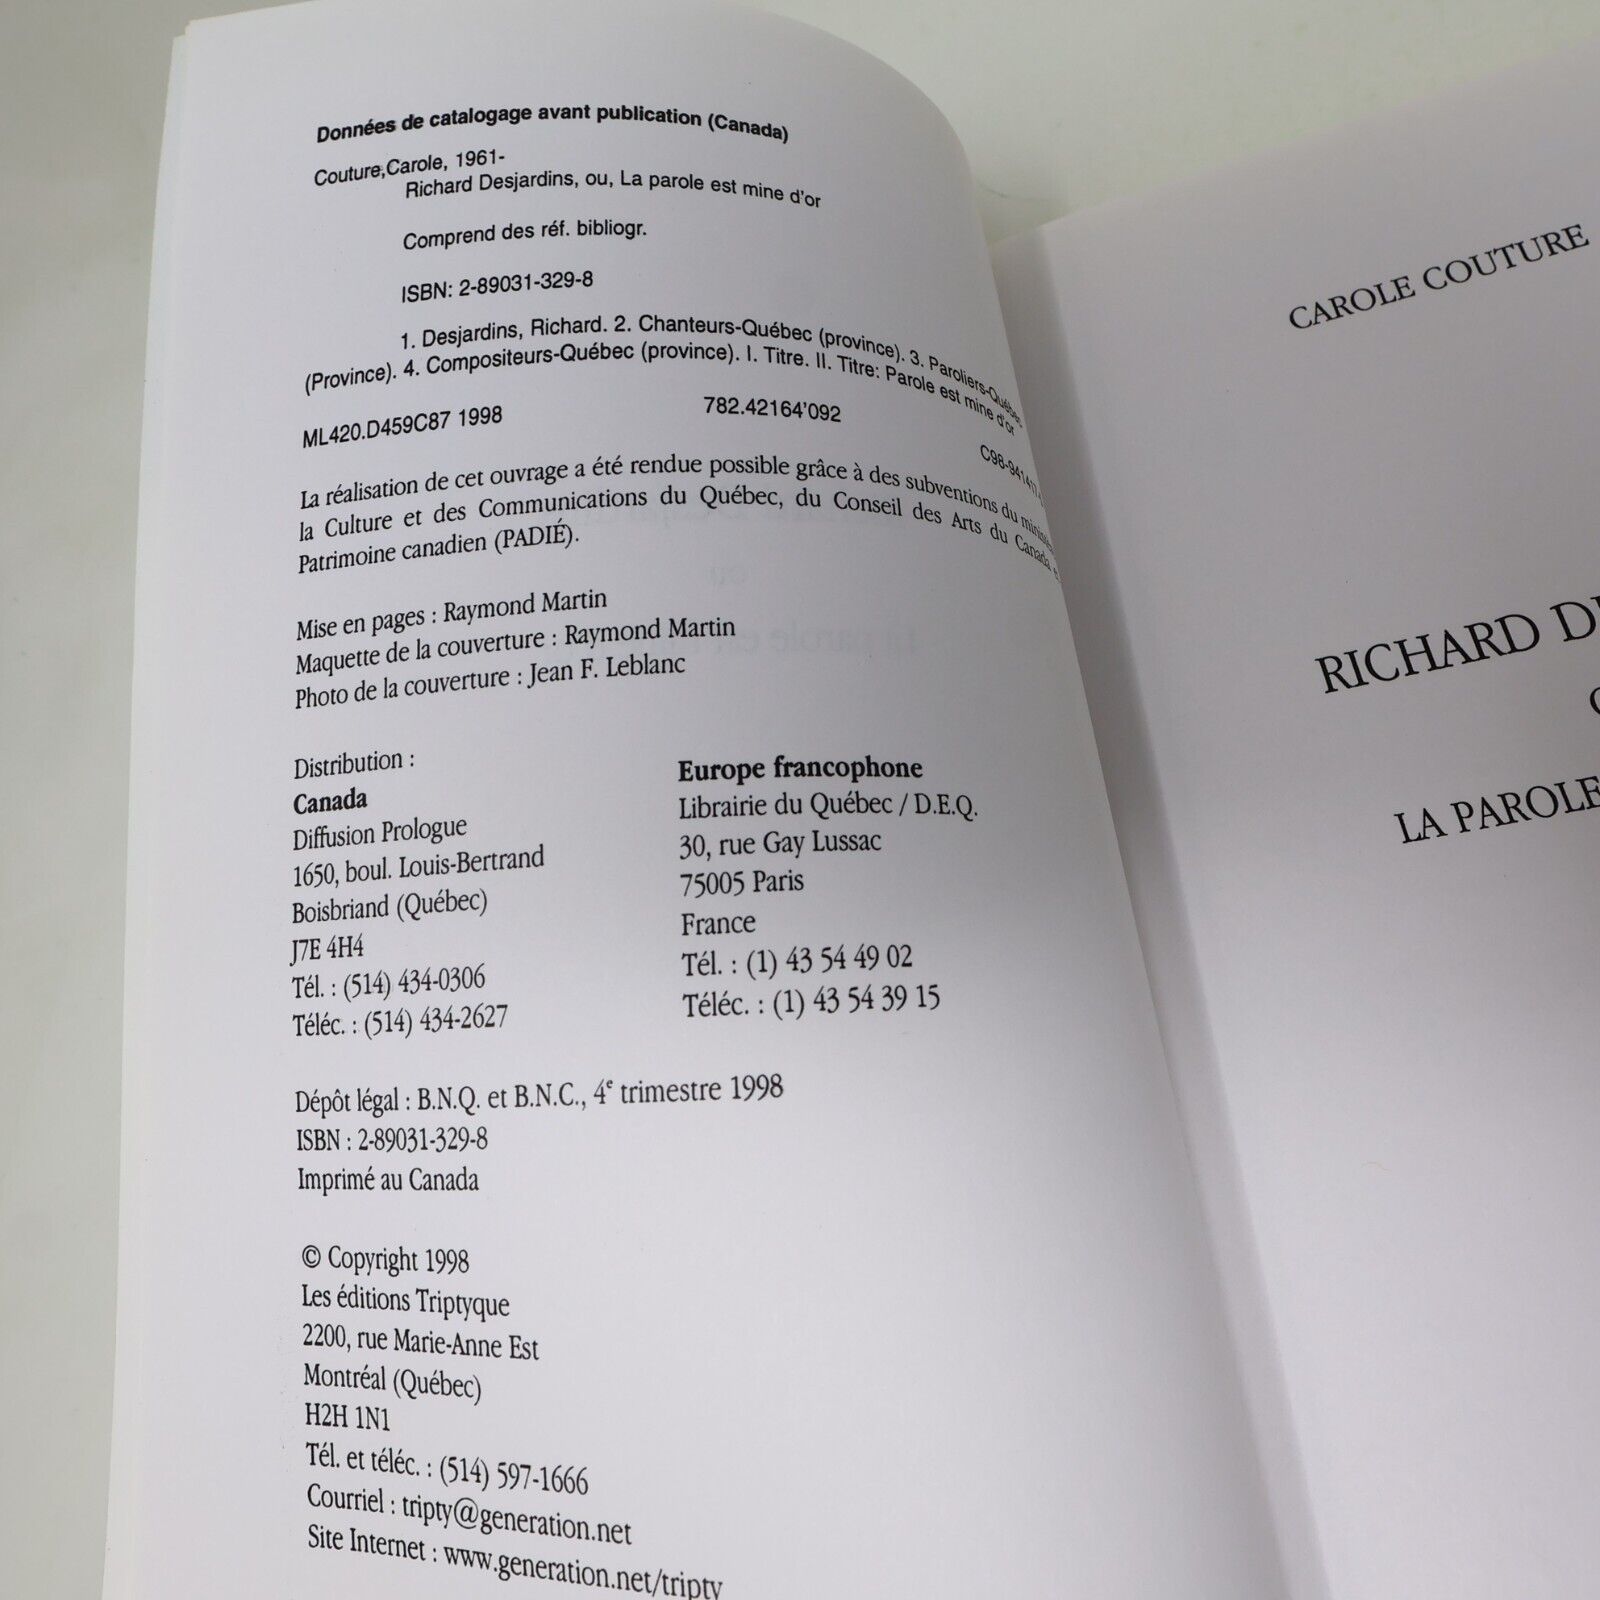 Données de catalogage avant publication (Canada)
Couture,Carole, 1961-
Richard Desjardins, ou, La parole est mine d'or
Comprend des réf. bibliogr.
ISBN: 2-89031-329-8
1. Desjardins, Richard. 2. Chanteurs-Québec (province). 3. Paroliers-Québec
(Province). 4. Compositeurs-Québec (province). I. Titre. II. Titre: Parole est mine d'or
ML420.D459C87 1998 782.42164'092
La réalisation de cet ouvrage a été rendue possible grâce à des subventions du
la Culture et des Communications du Québec, du Conseil des Arts du Canada
Patrimoine canadien (PADIÉ).
Mise en pages : Raymond Martin
Maquette de la couverture : Raymond Martin
Photo de la couverture : Jean F. Leblanc
Distribution :
Canada
Diffusion Prologue
1650, boul. Louis-Bertrand
Boisbriand (Québec)
J7E 4H4
Tél. : (514) 434-0306
Téléc. : (514) 434-2627
Europe francophone
Librairie du Québec / D.E.Q.
30, rue Gay Lussac
75005 Paris
France
Tél. : (1) 43 54 49 02
Téléc. : (1) 43 54 39 15
Dépôt légal : B.N.Q. et B.N.C., 4e trimestre 1998
ISBN : 2-89031-329-8
Imprimé au Canada
© Copyright 1998
Les éditions Triptyque
2200, rue Marie-Anne Est
Montréal (Québec)
H2H 1N1
Tél. et téléc. : (514) 597-1666
Courriel : tripty@generation.net
Site Internet : www.generation.net/tripty
CAROLE COUTURE
RICHARD
LA PAROLE